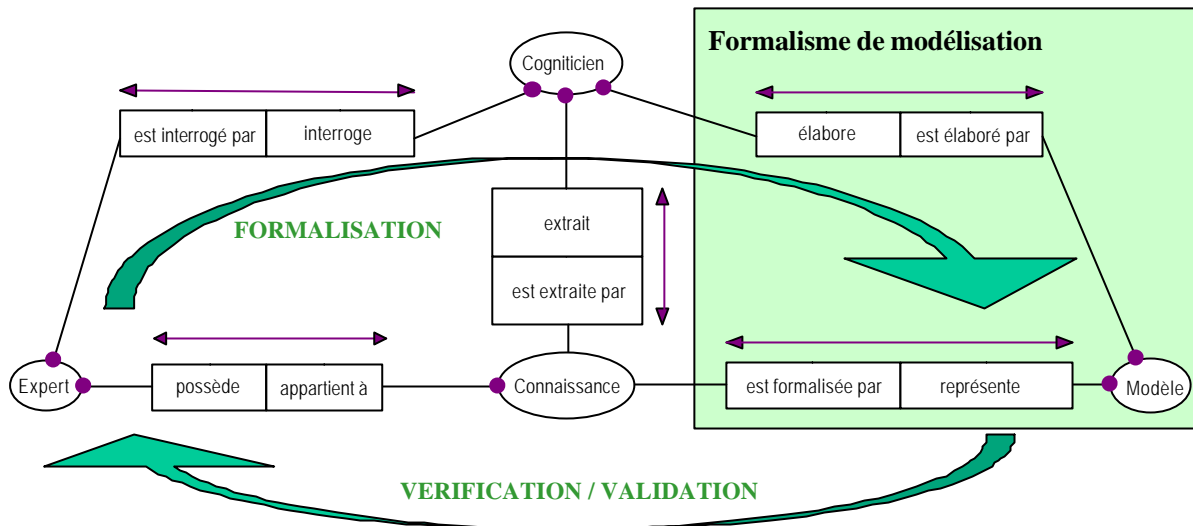 Formalisme de modélisation
Cogniticien
est interrogé par
interroge
élabore
est élaboré par
FORMALISATION
extrait
est extraite par
Expert
possède
appartient à
Connaissance
est formalisée par
représente
Modèle
VERIFICATION / VALIDATION